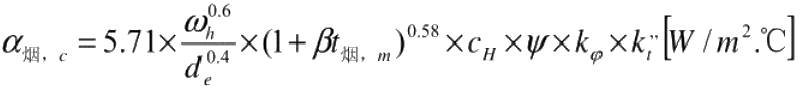 α烟，c = 5.71 × ω_h^0.6 / d_e^0.4 × (1 + βt烟，m)^0.58 × c_H × ψ × k_φ × k_t^,, [W / m^2.℃]